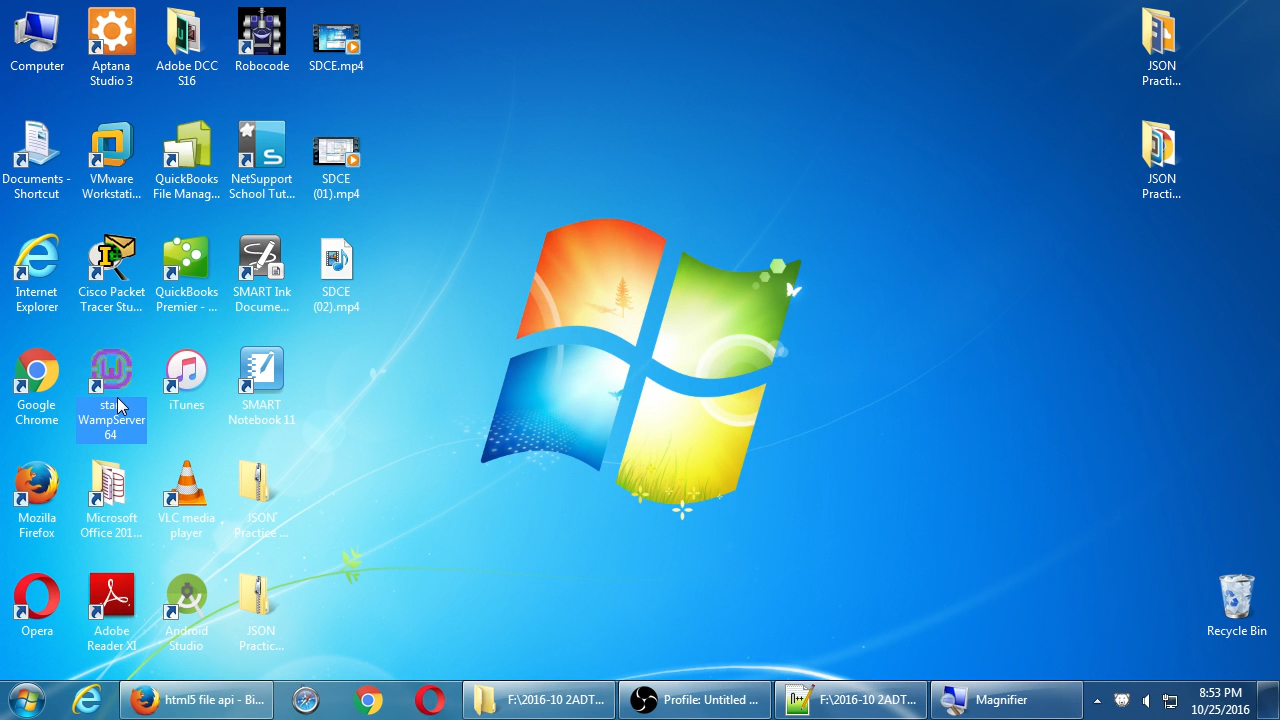 Computer
Aptana
Studio 3
Adobe DCC
S16
Robocode
SDCE.mp4
JSON
Practi...
Documents -
Shortcut
VMware
Workstati...
QuickBooks
File Manag...
NetSupport
School Tut...
SDCE
(01).mp4
JSON
Practi...
Internet
Explorer
Cisco Packet
Tracer Stu...
QuickBooks
Premier - ...
SMART Ink
Docume...
SDCE
(02).mp4
Google
Chrome
WampServer
64
iTunes
SMART
Notebook 11
Mozilla
Firefox
Microsoft
Office 201...
VLC media
player
JSON
Practice ...
Opera
Adobe
Reader XI
Android
Studio
JSON
Practic...
Recycle Bin
html5 file api - Bi...
F:\2016-10 2ADT...
Profile: Untitled ...
F:\2016-10 2ADT...
Magnifier
8:53 PM
10/25/2016